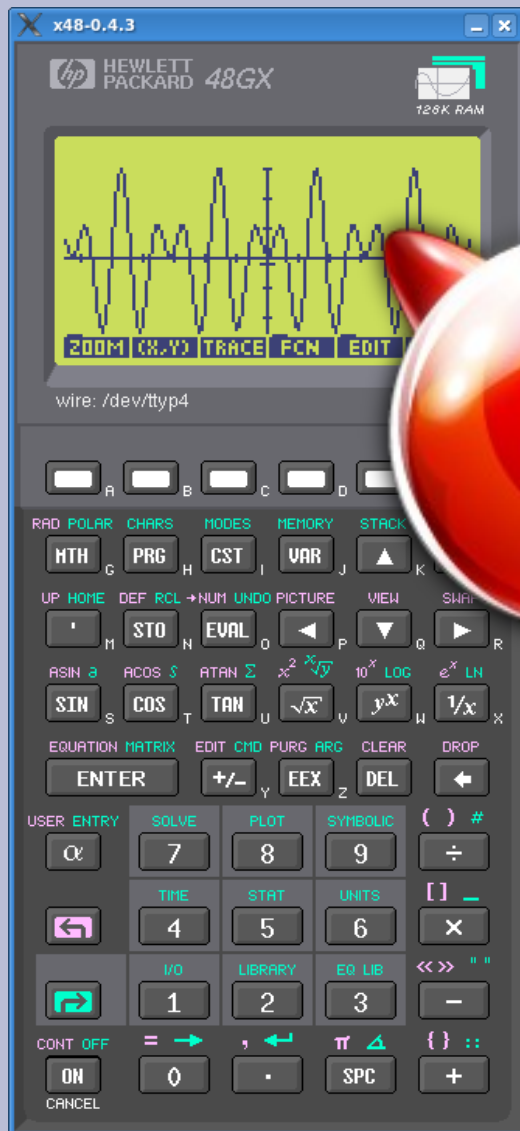 x48-0.4.3
hp HEWLETT PACKARD 48GX
128K RAM
ZOOM (X,Y) TRACE FCN EDIT
wire: /dev/ttyp4
A B C D
RAD POLAR CHARS MODES MEMORY STACK
MTH G PRG H CST I VAR J ▲ K
UP HOME DEF RCL →NUM UNDO PICTURE VIEW SWAP
' M STO N EVAL O ◀ P ▼ Q ▶ R
ASIN ∂ ACOS ∫ ATAN Σ x² ˣ√y 10ˣ LOG eˣ LN
SIN S COS T TAN U √x V yˣ W 1/x X
EQUATION MATRIX EDIT CMD PURG ARG CLEAR DROP
ENTER +/- Y EEX Z DEL ←
USER ENTRY SOLVE PLOT SYMBOLIC ( ) #
α 7 8 9 ÷
TIME STAT UNITS [] _
4 5 6 ×
I/O LIBRARY EQ LIB «» " "
1 2 3 −
CONT OFF = → , ↵ π ∡ {} ::
ON 0 . SPC +
CANCEL